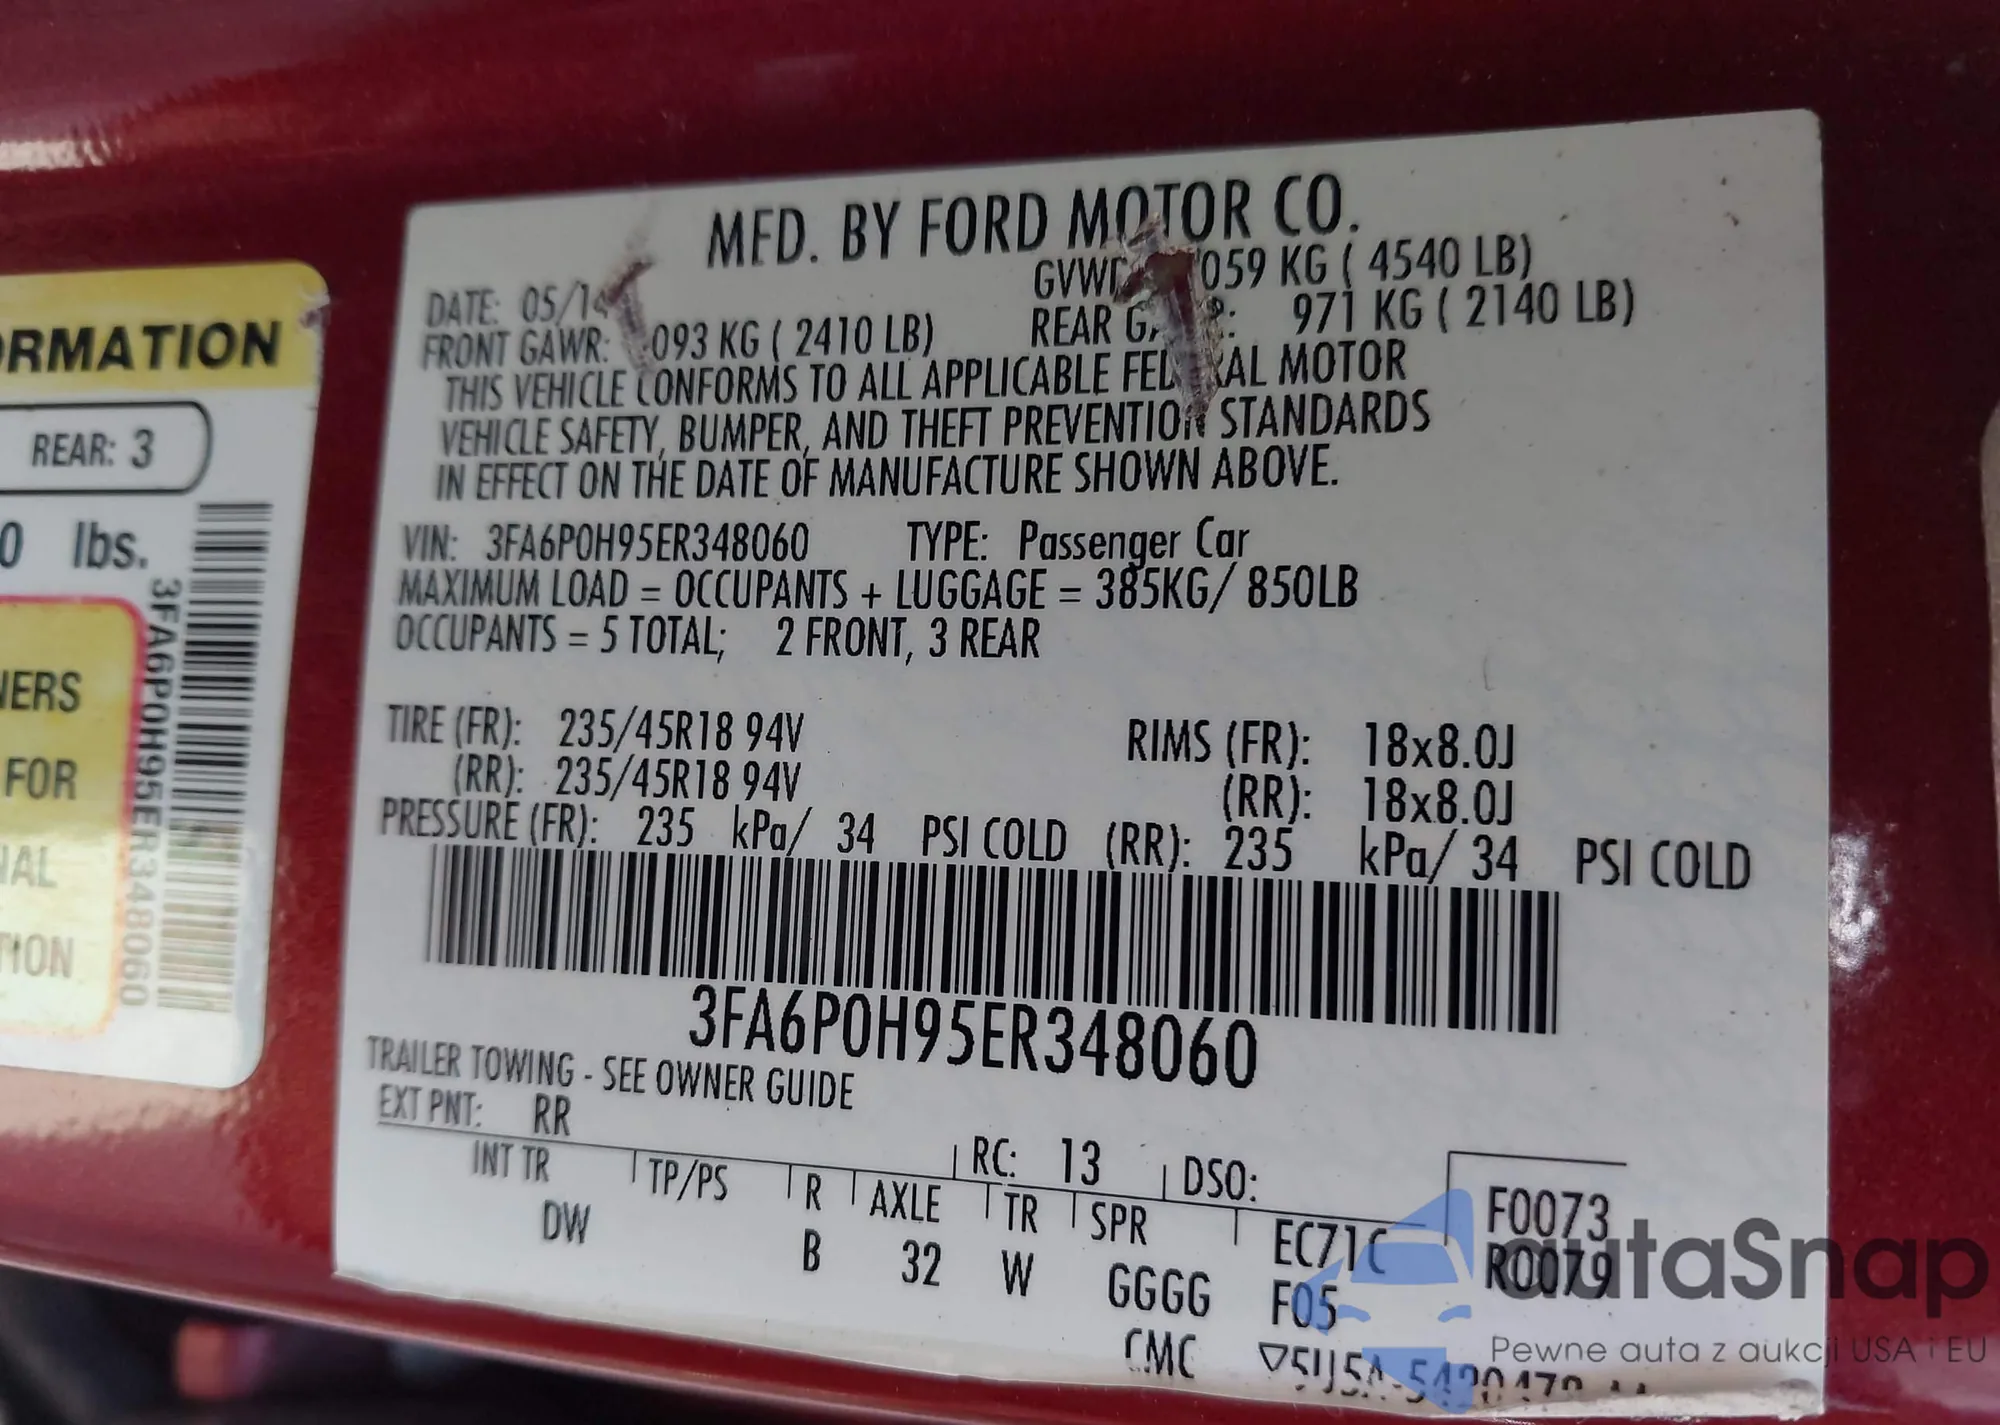 MFD. BY FORD MOTOR CO.
DATE: 05/14
059 KG ( 4540 LB)
FRONT GAWR: 093 KG ( 2410 LB)
REAR 971 KG ( 2140 LB)
THIS VEHICLE CONFORMS TO ALL APPLICABLE FEDERAL MOTOR
VEHICLE SAFETY, BUMPER, AND THEFT PREVENTION STANDARDS
IN EFFECT ON THE DATE OF MANUFACTURE SHOWN ABOVE.
VIN: 3FA6P0H95ER348060 TYPE: Passenger Car
MAXIMUM LOAD = OCCUPANTS + LUGGAGE = 385KG/ 850LB
OCCUPANTS = 5 TOTAL; 2 FRONT, 3 REAR
TIRE (FR): 235/45R18 94V RIMS (FR): 18x8.0J
(RR): 235/45R18 94V (RR): 18x8.0J
PRESSURE (FR): 235 kPa/ 34 PSI COLD (RR): 235 kPa/ 34 PSI COLD
3FA6P0H95ER348060
TRAILER TOWING - SEE OWNER GUIDE
EXT PNT: RR RC: 13 DSO:
INT TR TP/PS R AXLE TR SPR EC71C F0073
DW B 32 W GGGG F05 R0079
CMC
RMATION
REAR: 3
0 lbs.
3FA6P0H95ER348060
NERS
FOR
NAL
TION
autaSnap
Pewne auta z aukcji USA i EU